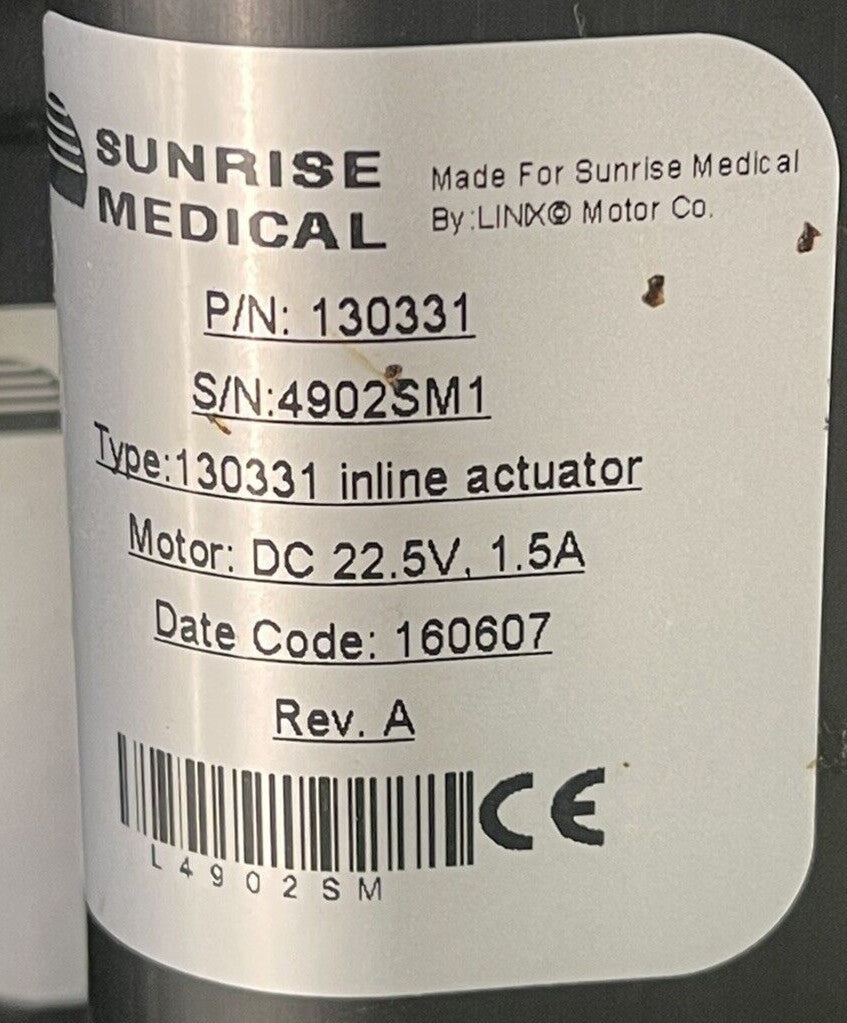 SUNRISE
MEDICAL
Made For Sunrise Medical
By:LINIX© Motor Co.
P/N: 130331
S/N:4902SM1
Type:130331 inline actuator
Motor: DC 22.5V, 1.5A
Date Code: 160607
Rev. A
CE
L4902SM